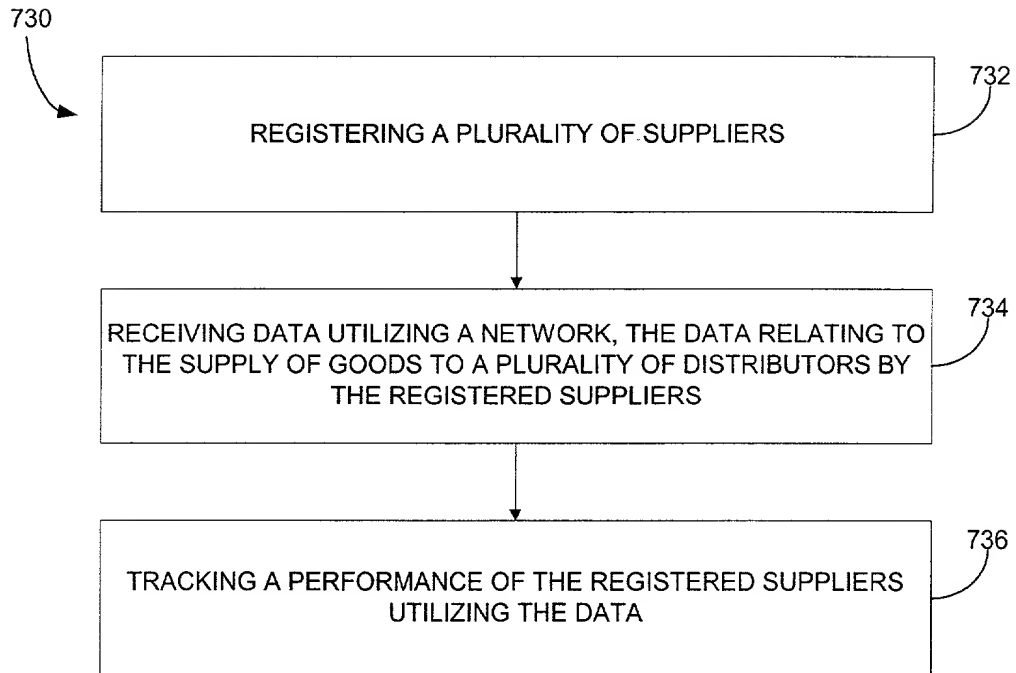 730
732
REGISTERING A PLURALITY OF SUPPLIERS
734
RECEIVING DATA UTILIZING A NETWORK, THE DATA RELATING TO
THE SUPPLY OF GOODS TO A PLURALITY OF DISTRIBUTORS BY
THE REGISTERED SUPPLIERS
736
TRACKING A PERFORMANCE OF THE REGISTERED SUPPLIERS
UTILIZING THE DATA